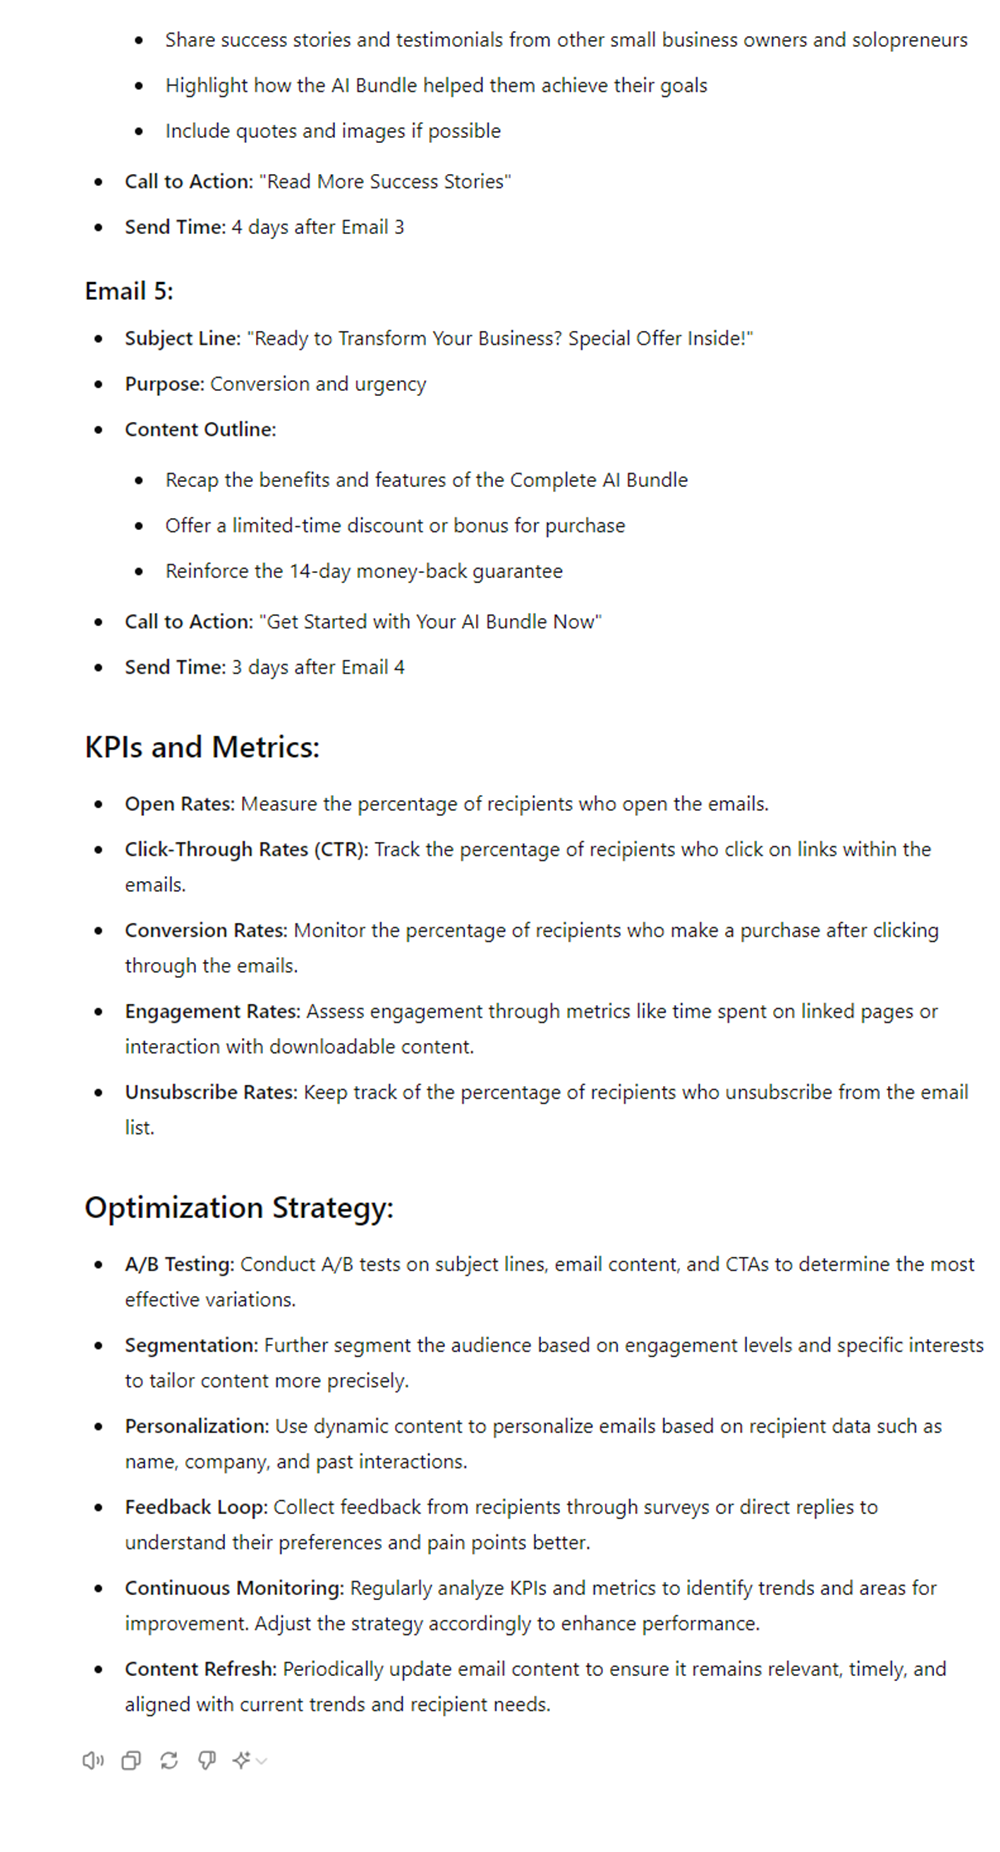 Share success stories and testimonials from other small business owners and solopreneurs
Highlight how the AI Bundle helped them achieve their goals
Include quotes and images if possible
Call to Action: "Read More Success Stories"
Send Time: 4 days after Email 3
Email 5:
Subject Line: "Ready to Transform Your Business? Special Offer Inside!"
Purpose: Conversion and urgency
Content Outline:
Recap the benefits and features of the Complete AI Bundle
Offer a limited-time discount or bonus for purchase
Reinforce the 14-day money-back guarantee
Call to Action: "Get Started with Your AI Bundle Now"
Send Time: 3 days after Email 4
KPIs and Metrics:
Open Rates: Measure the percentage of recipients who open the emails.
Click-Through Rates (CTR): Track the percentage of recipients who click on links within the
emails.
Conversion Rates: Monitor the percentage of recipients who make a purchase after clicking
through the emails.
Engagement Rates: Assess engagement through metrics like time spent on linked pages or
interaction with downloadable content.
Unsubscribe Rates: Keep track of the percentage of recipients who unsubscribe from the email
list.
Optimization Strategy:
A/B Testing: Conduct A/B tests on subject lines, email content, and CTAs to determine the most
effective variations.
Segmentation: Further segment the audience based on engagement levels and specific interests
to tailor content more precisely.
Personalization: Use dynamic content to personalize emails based on recipient data such as
name, company, and past interactions.
Feedback Loop: Collect feedback from recipients through surveys or direct replies to
understand their preferences and pain points better.
Continuous Monitoring: Regularly analyze KPIs and metrics to identify trends and areas for
improvement. Adjust the strategy accordingly to enhance performance.
Content Refresh: Periodically update email content to ensure it remains relevant, timely, and
aligned with current trends and recipient needs.